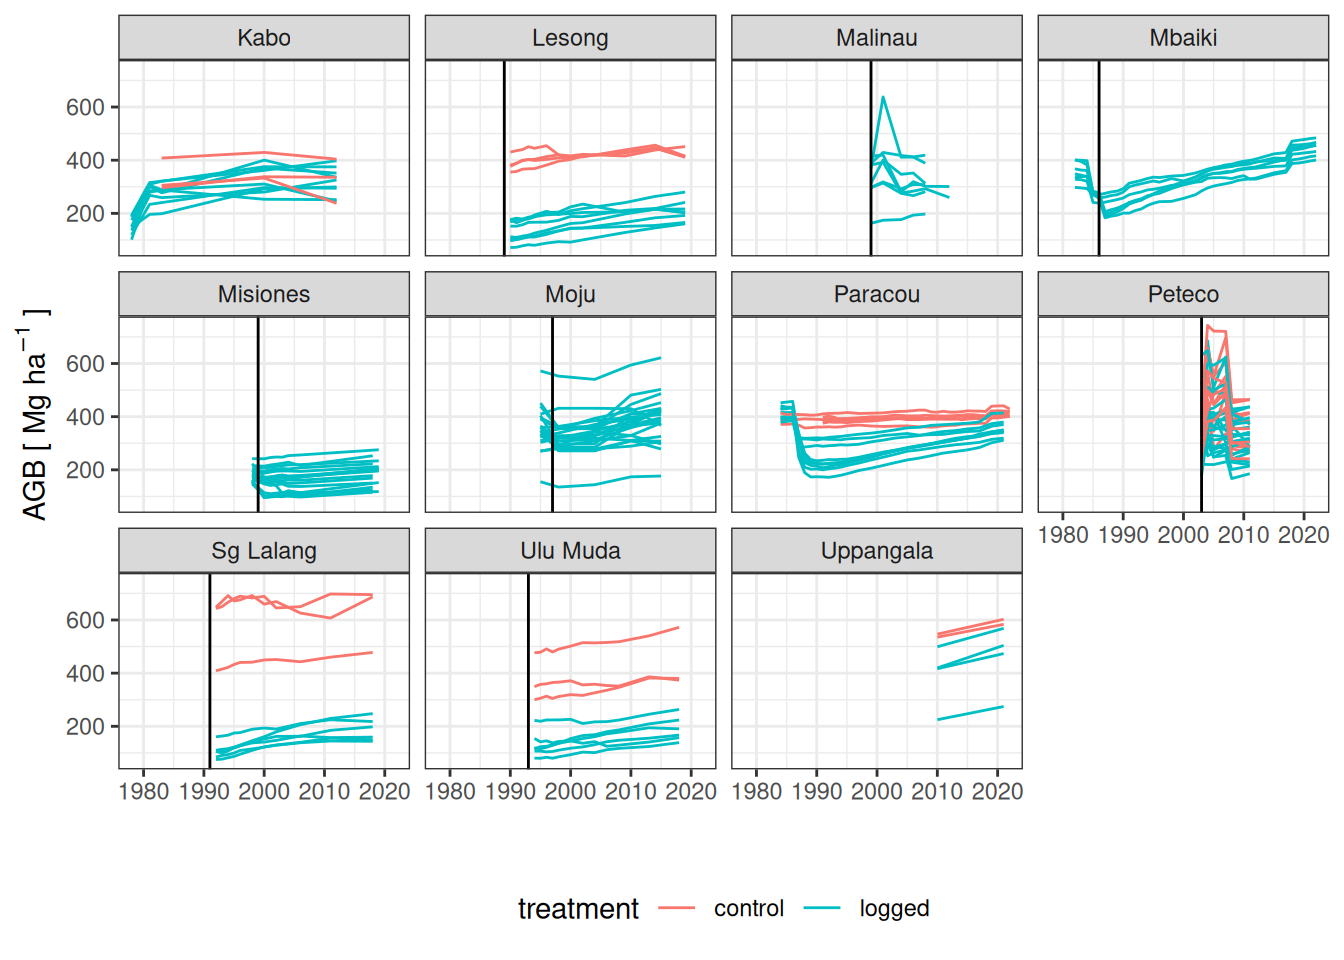 Kabo Lesong Malinau Mbaiki
600
400
200
Misiones Moju Paracou Peteco
600
400
200
1980 1990 2000 2010 2020
Sg Lalang Ulu Muda Uppangala
600
400
200
1980 1990 2000 2010 2020 1980 1990 2000 2010 2020 1980 1990 2000 2010 2020
AGB [ Mg ha⁻¹ ]
treatment control logged